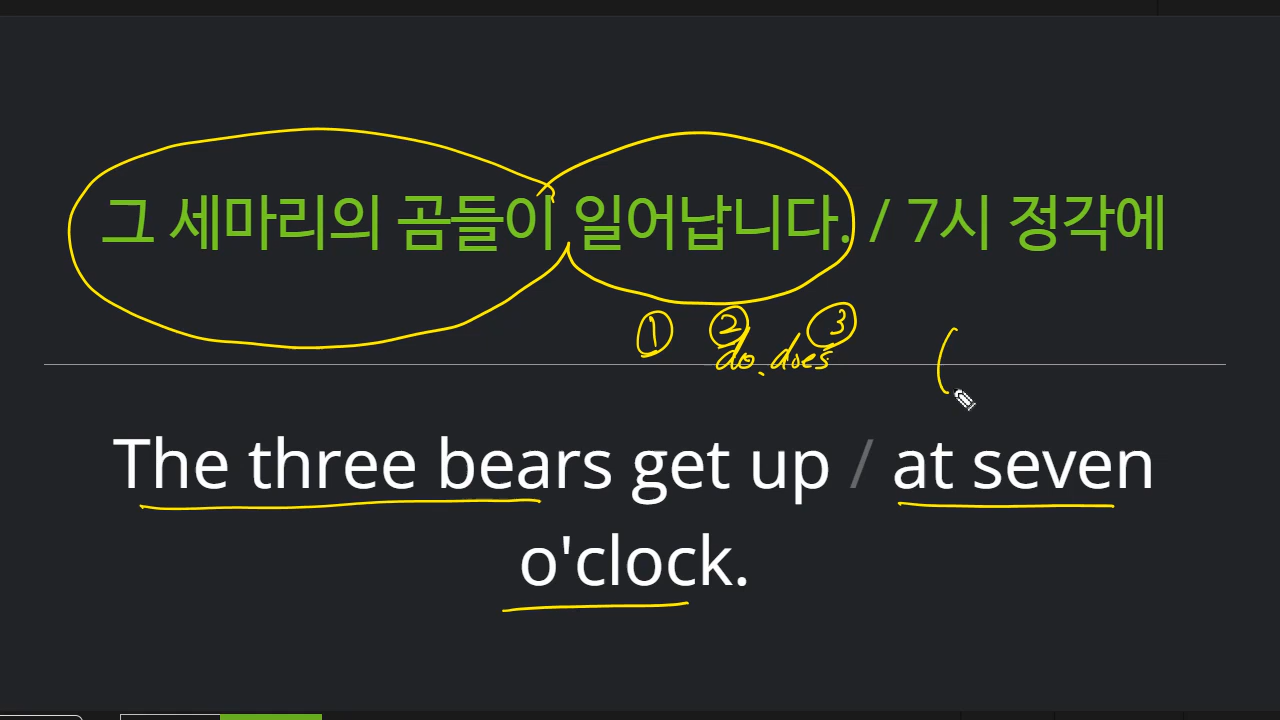 그 세마리의 곰들이 일어납니다. / 7시 정각에
① ② ③
do. does
The three bears get up / at seven
o'clock.